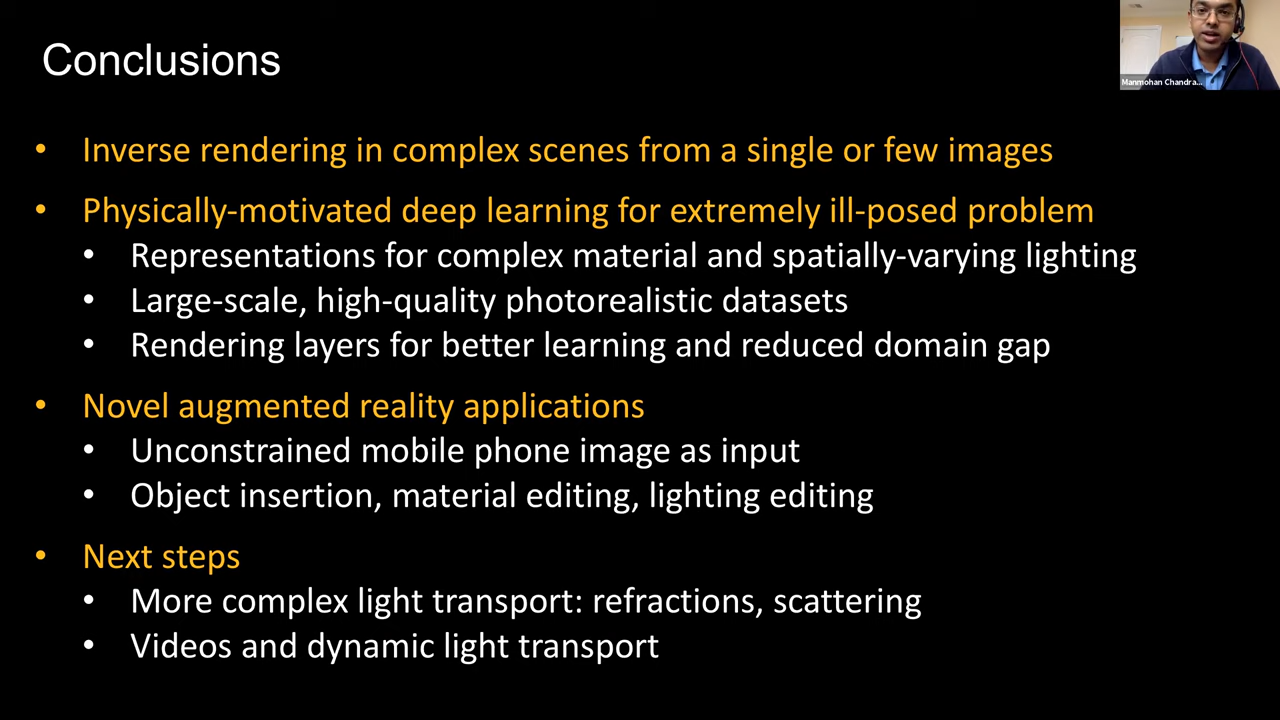 Conclusions
Manmohan Chandra...
• Inverse rendering in complex scenes from a single or few images
• Physically-motivated deep learning for extremely ill-posed problem
• Representations for complex material and spatially-varying lighting
• Large-scale, high-quality photorealistic datasets
• Rendering layers for better learning and reduced domain gap
• Novel augmented reality applications
• Unconstrained mobile phone image as input
• Object insertion, material editing, lighting editing
• Next steps
• More complex light transport: refractions, scattering
• Videos and dynamic light transport